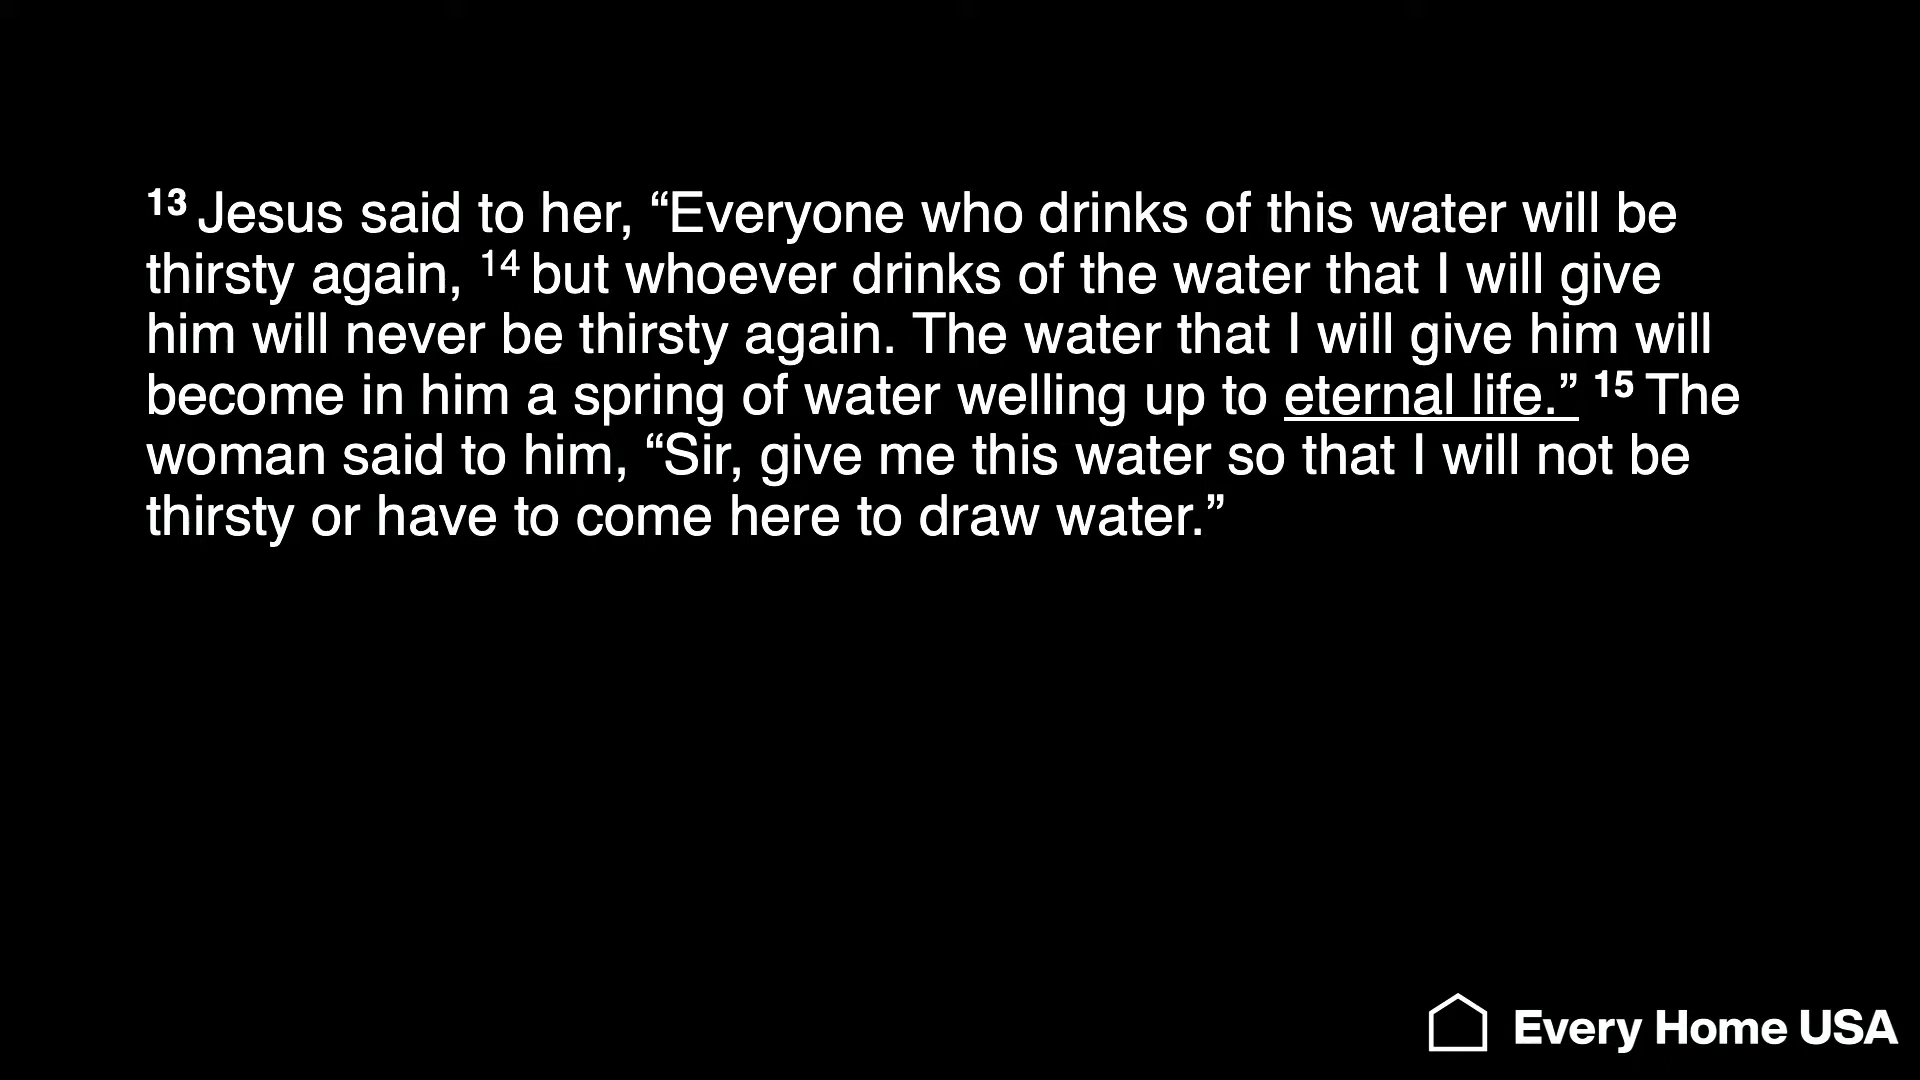 13 Jesus said to her, “Everyone who drinks of this water will be
thirsty again, 14 but whoever drinks of the water that I will give
him will never be thirsty again. The water that I will give him will
become in him a spring of water welling up to eternal life.” 15 The
woman said to him, “Sir, give me this water so that I will not be
thirsty or have to come here to draw water.”
Every Home USA